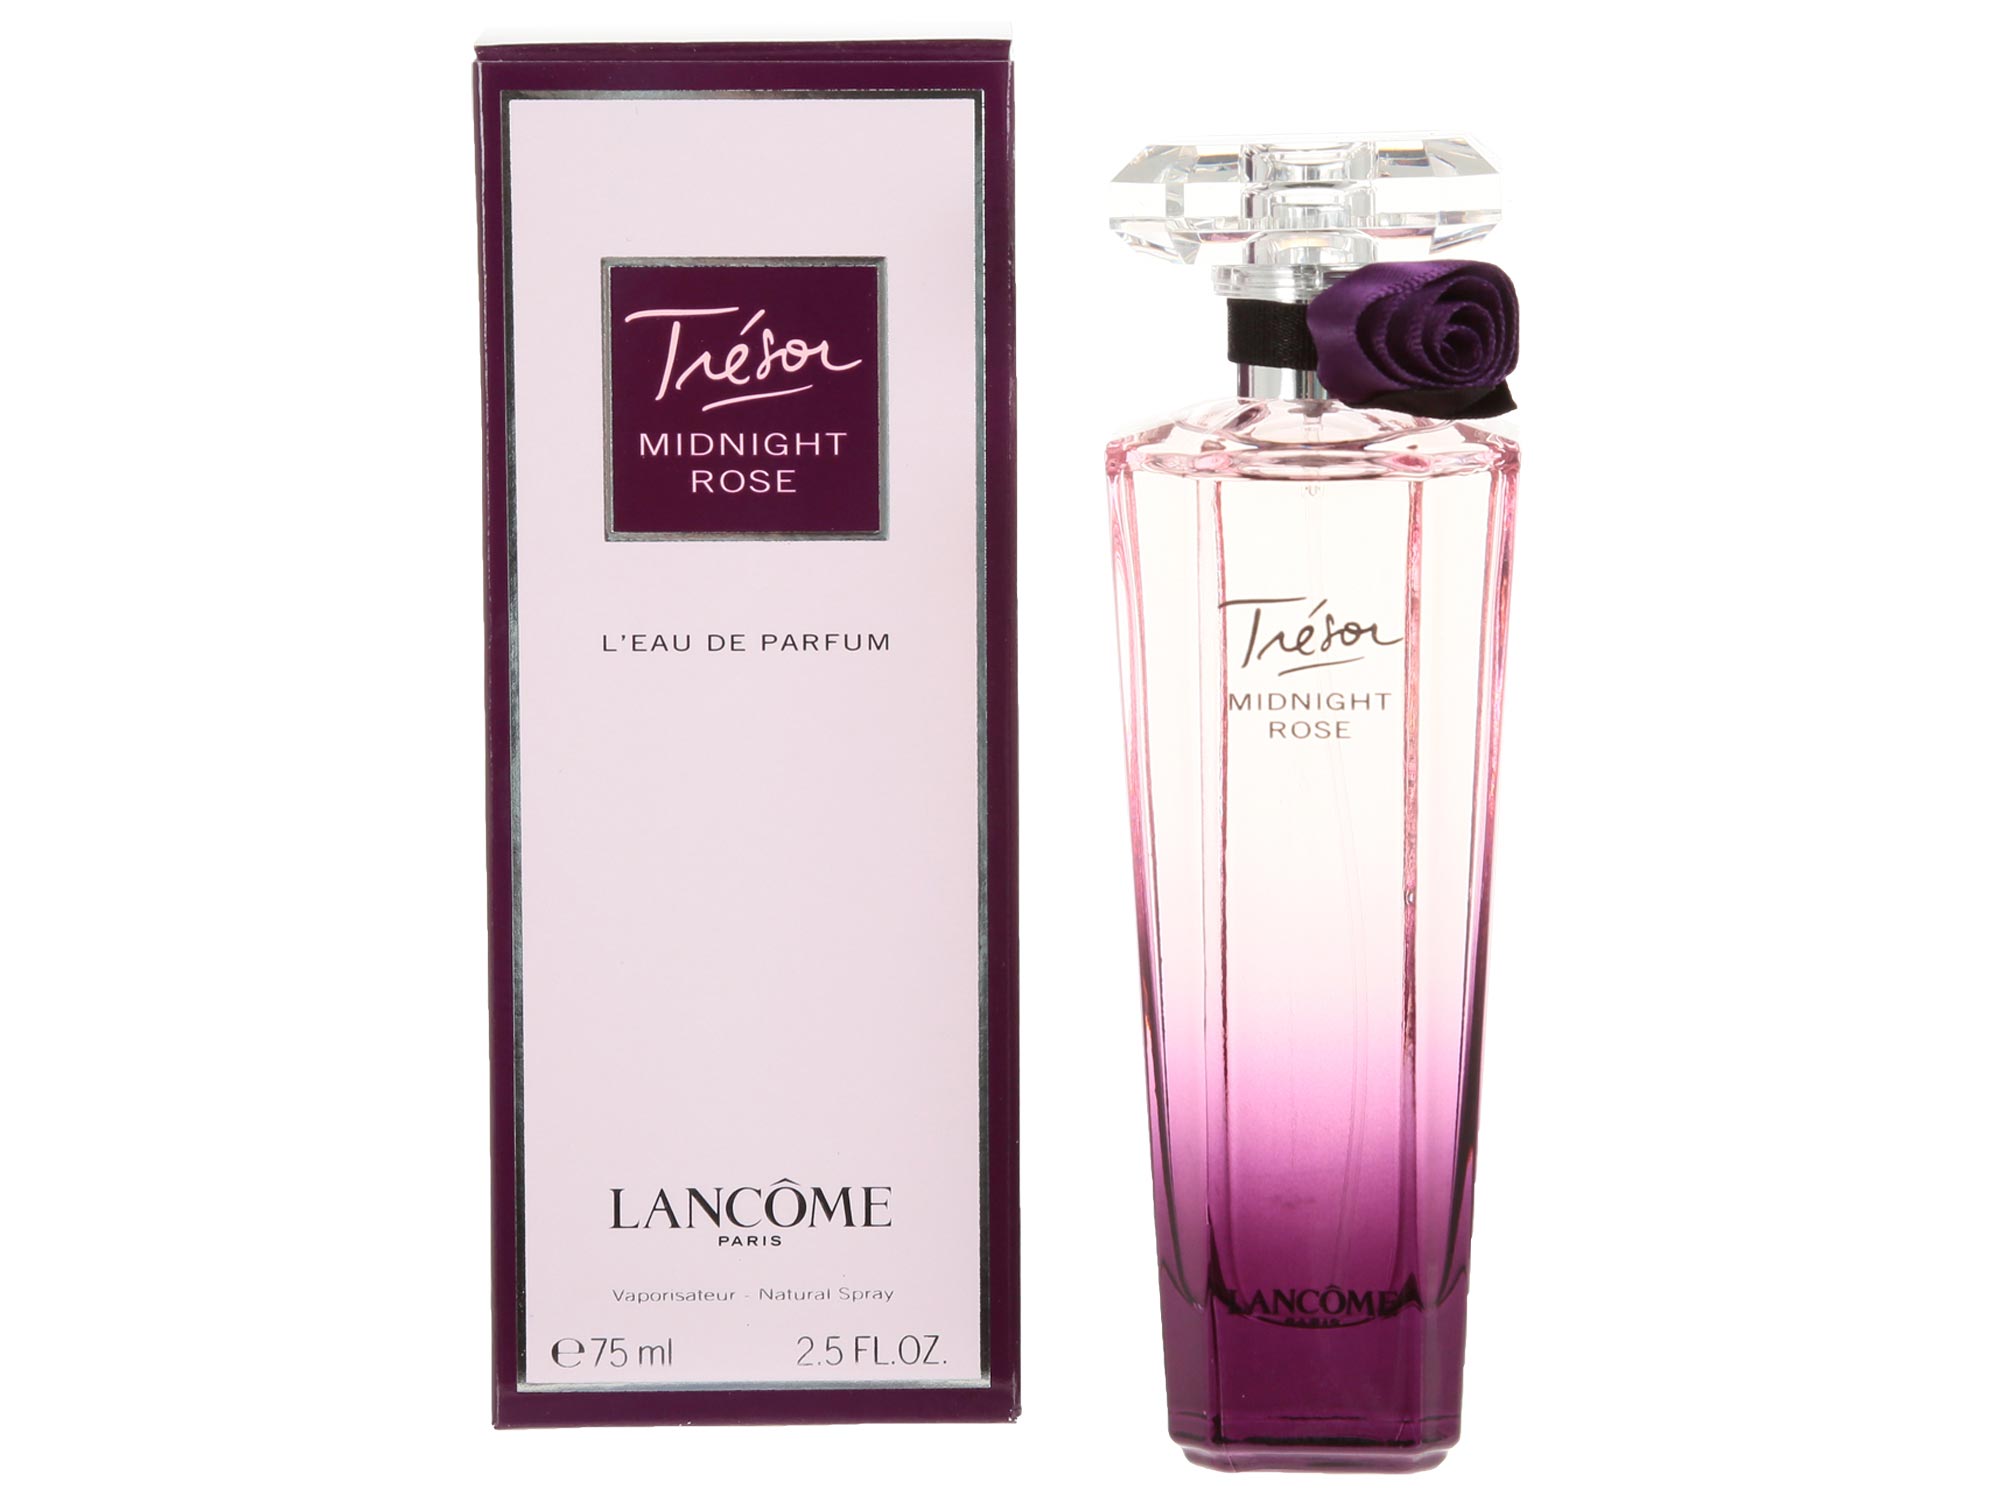 Trésor
MIDNIGHT
ROSE
L'EAU DE PARFUM
LANCÔME
PARIS
Vaporisateur - Natural Spray
℮75 ml 2.5 FL.OZ.
Trésor
MIDNIGHT
ROSE
LANCÔME
PARIS